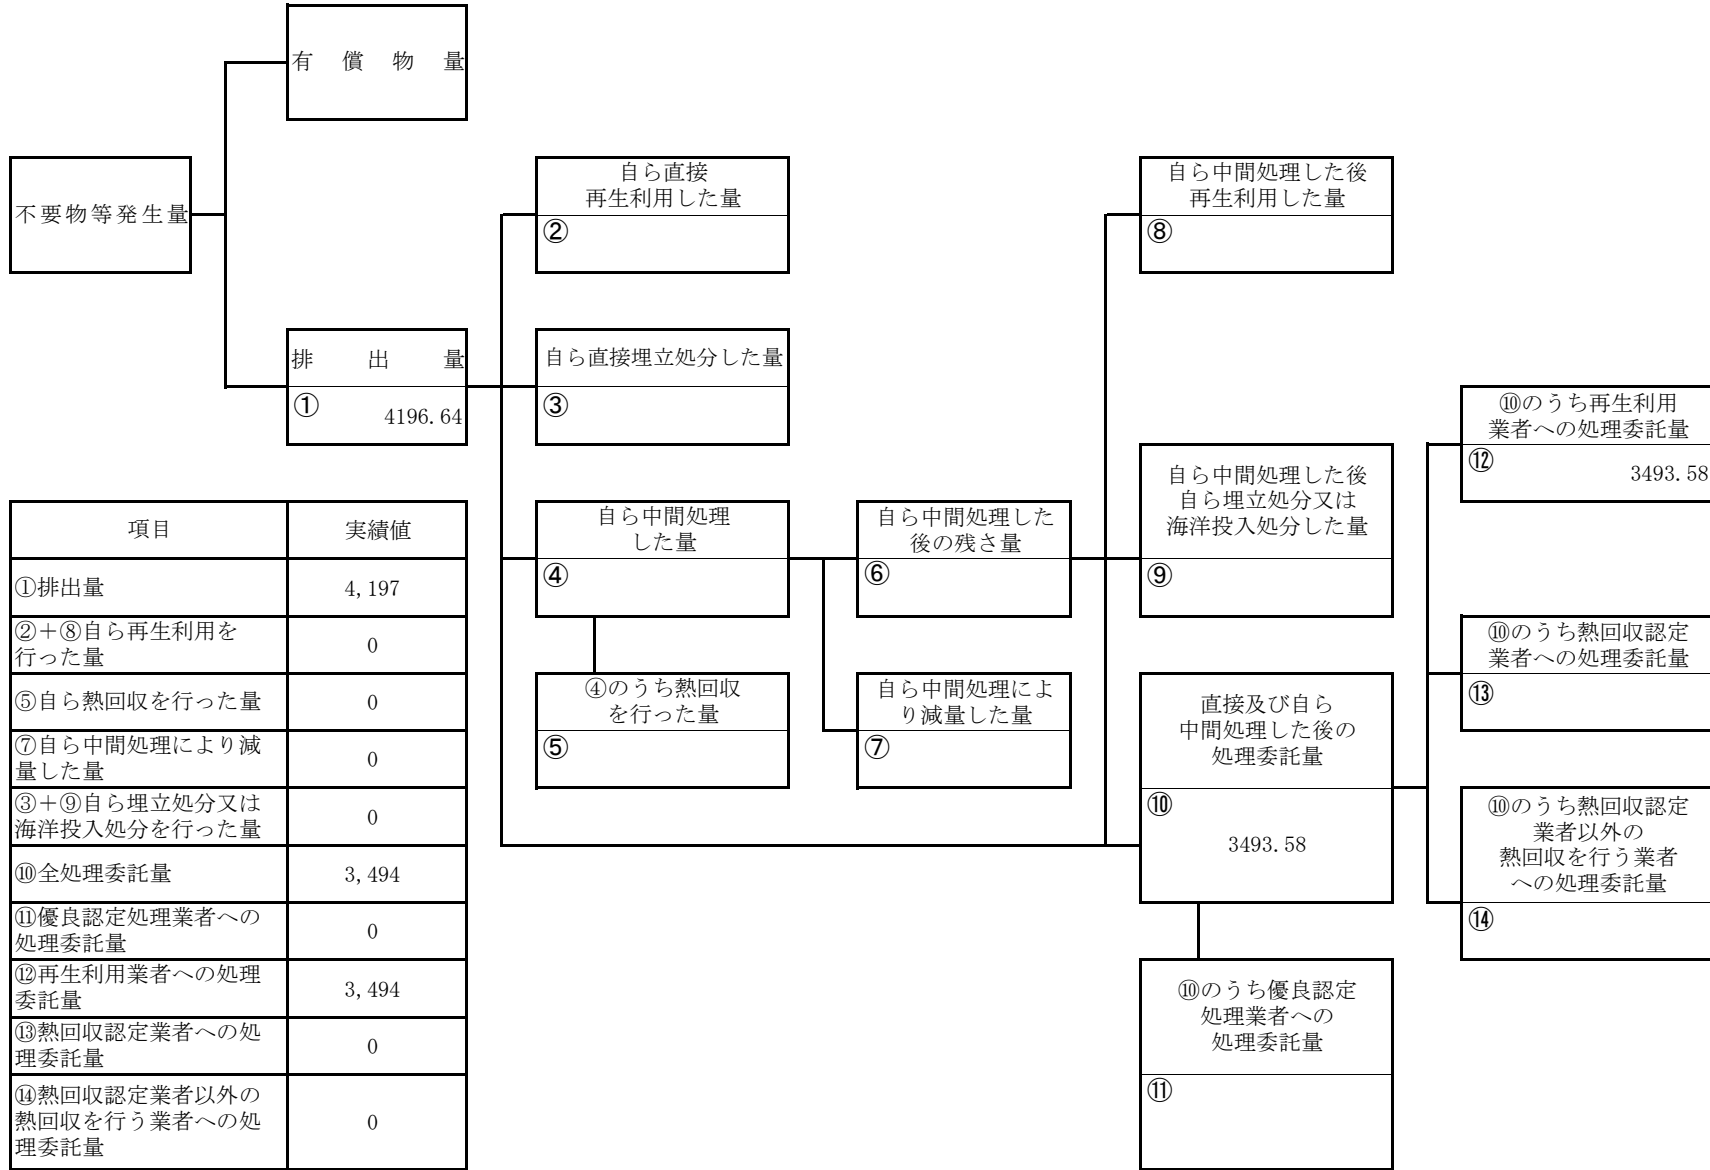 有償物量
不要物等発生量
排出量
①
4196.64
自ら直接
再生利用した量
②
自ら直接埋立処分した量
③
自ら中間処理
した量
④
④のうち熱回収
を行った量
⑤
自ら中間処理した
後の残さ量
⑥
自ら中間処理によ
り減量した量
⑦
自ら中間処理した後
再生利用した量
⑧
自ら中間処理した後
自ら埋立処分又は
海洋投入処分した量
⑨
直接及び自ら
中間処理した後の
処理委託量
⑩
3493.58
⑩のうち優良認定
処理業者への
処理委託量
⑪
⑩のうち再生利用
業者への処理委託量
⑫
3493.58
⑩のうち熱回収認定
業者への処理委託量
⑬
⑩のうち熱回収認定
業者以外の
熱回収を行う業者
への処理委託量
⑭
項目 実績値
①排出量 4,197
②＋⑧自ら再生利用を
行った量 0
⑤自ら熱回収を行った量 0
⑦自ら中間処理により減
量した量 0
③＋⑨自ら埋立処分又は
海洋投入処分を行った量 0
⑩全処理委託量 3,494
⑪優良認定処理業者への
処理委託量 0
⑫再生利用業者への処理
委託量 3,494
⑬熱回収認定業者への処
理委託量 0
⑭熱回収認定業者以外の
熱回収を行う業者への処
理委託量 0